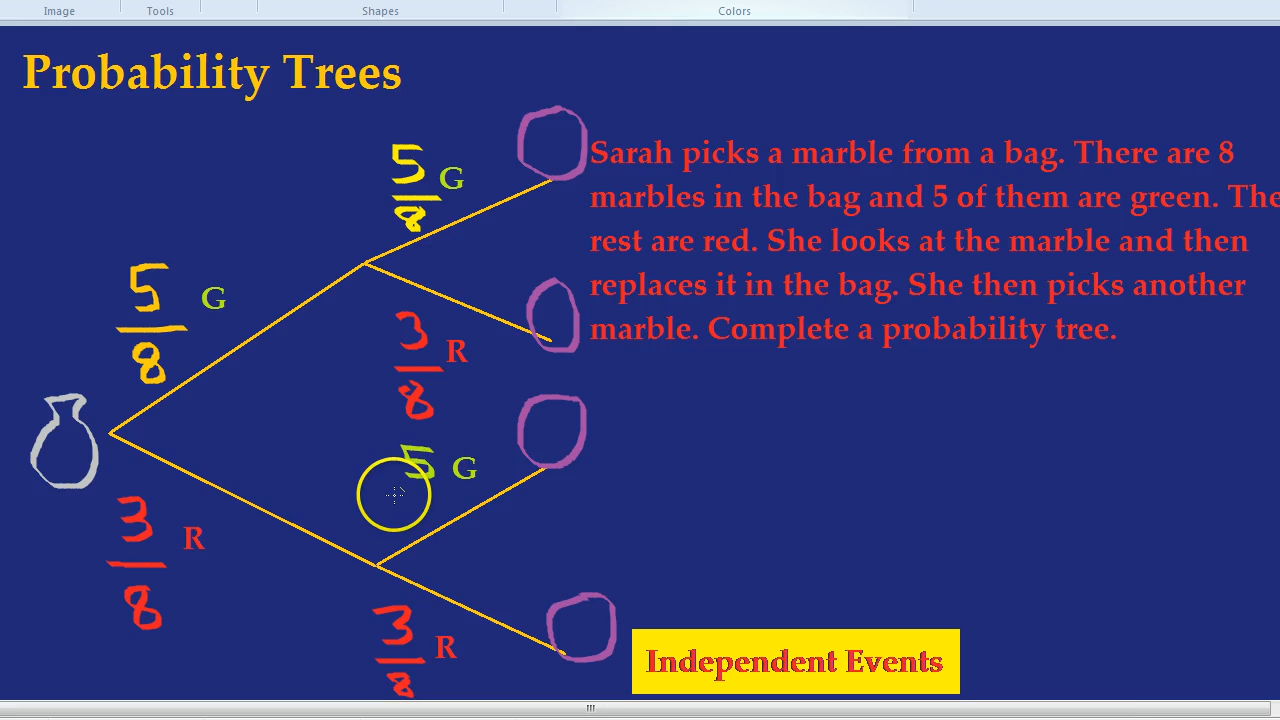 Image Tools Shapes Colors
Probability Trees
Sarah picks a marble from a bag. There are 8
marbles in the bag and 5 of them are green. The
rest are red. She looks at the marble and then
replaces it in the bag. She then picks another
marble. Complete a probability tree.
5
8
G
5
8
G
3
8
R
3
8
R
5
G
3
8
R
Independent Events